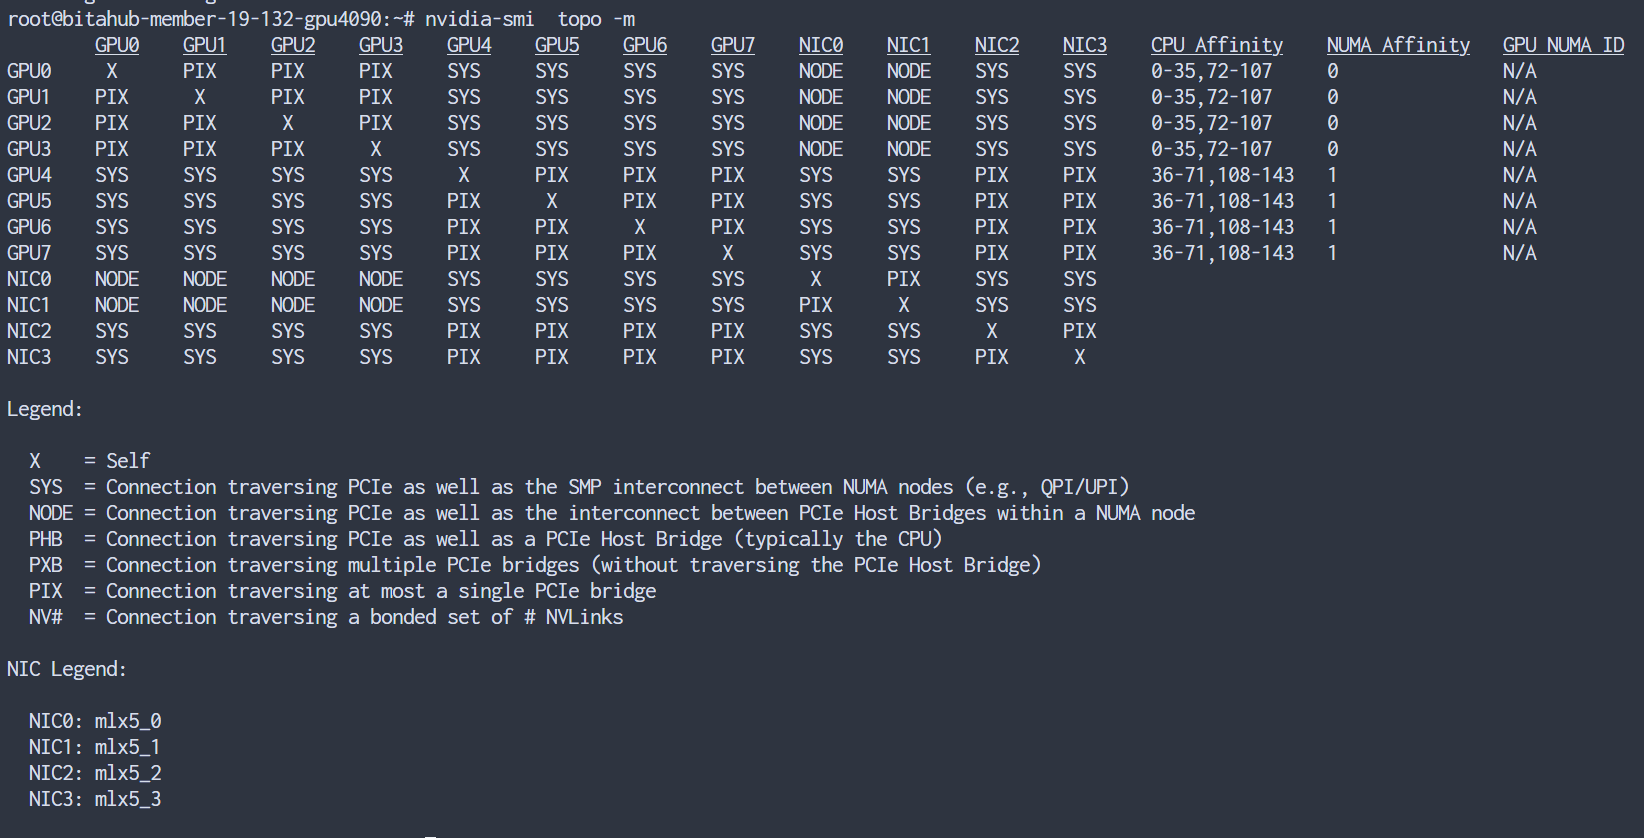 root@bitahub-member-19-132-gpu4090:~# nvidia-smi  topo -m
        GPU0    GPU1    GPU2    GPU3    GPU4    GPU5    GPU6    GPU7    NIC0    NIC1    NIC2    NIC3    CPU Affinity    NUMA Affinity   GPU NUMA ID
GPU0     X      PIX     PIX     PIX     SYS     SYS     SYS     SYS     NODE    NODE    SYS     SYS     0-35,72-107     0               N/A
GPU1    PIX      X      PIX     PIX     SYS     SYS     SYS     SYS     NODE    NODE    SYS     SYS     0-35,72-107     0               N/A
GPU2    PIX     PIX      X      PIX     SYS     SYS     SYS     SYS     NODE    NODE    SYS     SYS     0-35,72-107     0               N/A
GPU3    PIX     PIX     PIX      X      SYS     SYS     SYS     SYS     NODE    NODE    SYS     SYS     0-35,72-107     0               N/A
GPU4    SYS     SYS     SYS     SYS      X      PIX     PIX     PIX     SYS     SYS     PIX     PIX     36-71,108-143   1               N/A
GPU5    SYS     SYS     SYS     SYS     PIX      X      PIX     PIX     SYS     SYS     PIX     PIX     36-71,108-143   1               N/A
GPU6    SYS     SYS     SYS     SYS     PIX     PIX      X      PIX     SYS     SYS     PIX     PIX     36-71,108-143   1               N/A
GPU7    SYS     SYS     SYS     SYS     PIX     PIX     PIX      X      SYS     SYS     PIX     PIX     36-71,108-143   1               N/A
NIC0    NODE    NODE    NODE    NODE    SYS     SYS     SYS     SYS      X      PIX     SYS     SYS
NIC1    NODE    NODE    NODE    NODE    SYS     SYS     SYS     SYS     PIX      X      SYS     SYS
NIC2    SYS     SYS     SYS     SYS     PIX     PIX     PIX     PIX     SYS     SYS      X      PIX
NIC3    SYS     SYS     SYS     SYS     PIX     PIX     PIX     PIX     SYS     SYS     PIX      X
Legend:
  X    = Self
  SYS  = Connection traversing PCIe as well as the SMP interconnect between NUMA nodes (e.g., QPI/UPI)
  NODE = Connection traversing PCIe as well as the interconnect between PCIe Host Bridges within a NUMA node
  PHB  = Connection traversing PCIe as well as a PCIe Host Bridge (typically the CPU)
  PXB  = Connection traversing multiple PCIe bridges (without traversing the PCIe Host Bridge)
  PIX  = Connection traversing at most a single PCIe bridge
  NV#  = Connection traversing a bonded set of # NVLinks
NIC Legend:
  NIC0: mlx5_0
  NIC1: mlx5_1
  NIC2: mlx5_2
  NIC3: mlx5_3